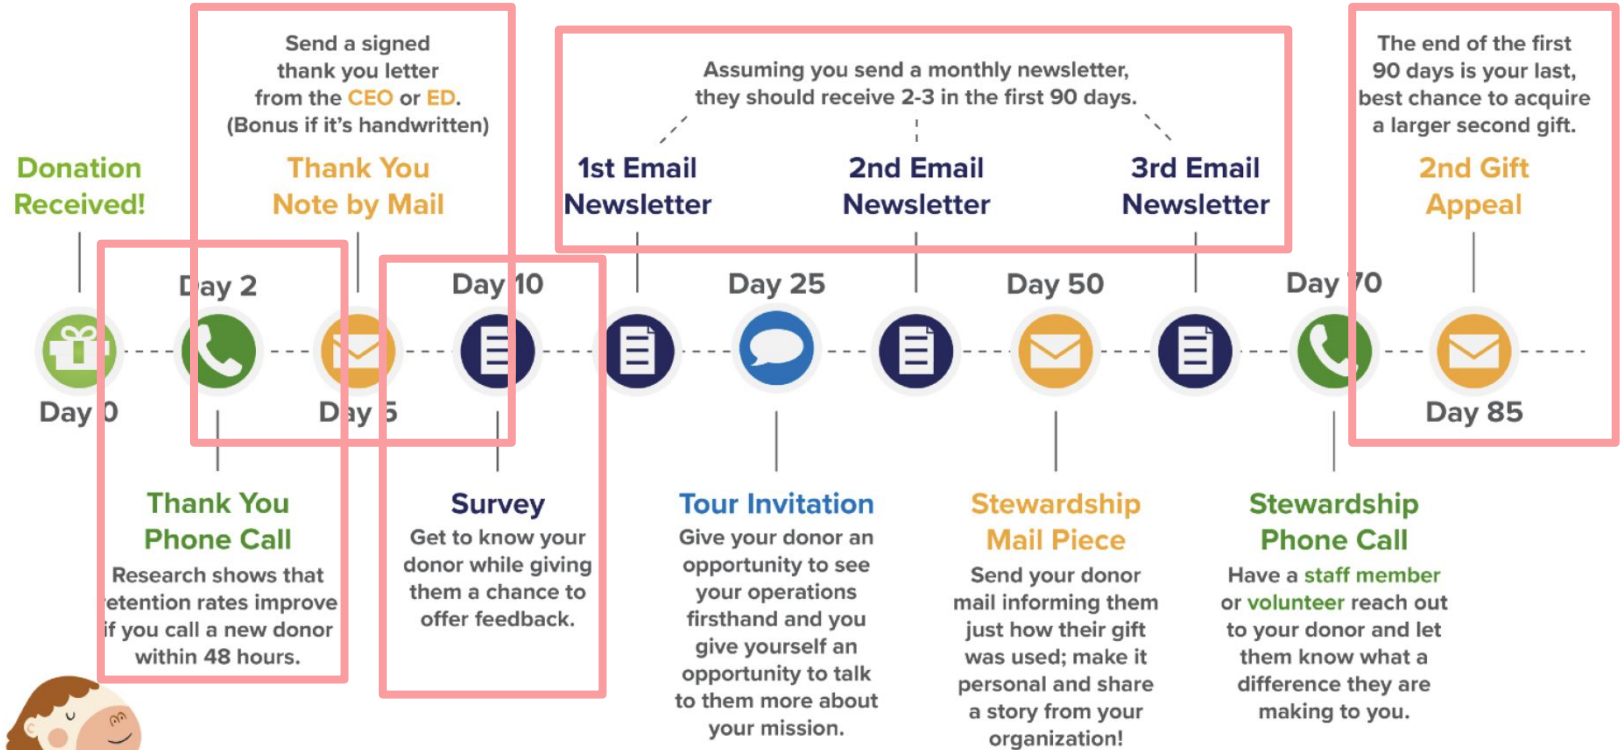 Send a signed
thank you letter
from the CEO or ED.
(Bonus if it's handwritten)
Assuming you send a monthly newsletter,
they should receive 2-3 in the first 90 days.
The end of the first
90 days is your last,
best chance to acquire
a larger second gift.
Donation
Received!
Thank You
Note by Mail
1st Email
Newsletter
2nd Email
Newsletter
3rd Email
Newsletter
2nd Gift
Appeal
Day 2
Day 10
Day 25
Day 50
Day 70
Day 0
Day 5
Day 85
Thank You
Phone Call
Research shows that
retention rates improve
if you call a new donor
within 48 hours.
Survey
Get to know your
donor while giving
them a chance to
offer feedback.
Tour Invitation
Give your donor an
opportunity to see
your operations
firsthand and you
give yourself an
opportunity to talk
to them more about
your mission.
Stewardship
Mail Piece
Send your donor
mail informing them
just how their gift
was used; make it
personal and share
a story from your
organization!
Stewardship
Phone Call
Have a staff member
or volunteer reach out
to your donor and let
them know what a
difference they are
making to you.